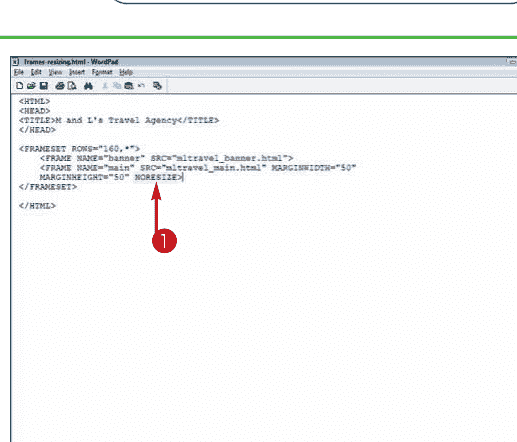 frames-resizing.html - WordPad
File Edit View Insert Format Help
<HTML>
<HEAD>
<TITLE>M and L's Travel Agency</TITLE>
</HEAD>
<FRAMESET ROWS="160,*">
<FRAME NAME="banner" SRC="mltravel_banner.html">
<FRAME NAME="main" SRC="mltravel_main.html" MARGINWIDTH="50"
MARGINHEIGHT="50" NORESIZE>
</FRAMESET>
</HTML>
1